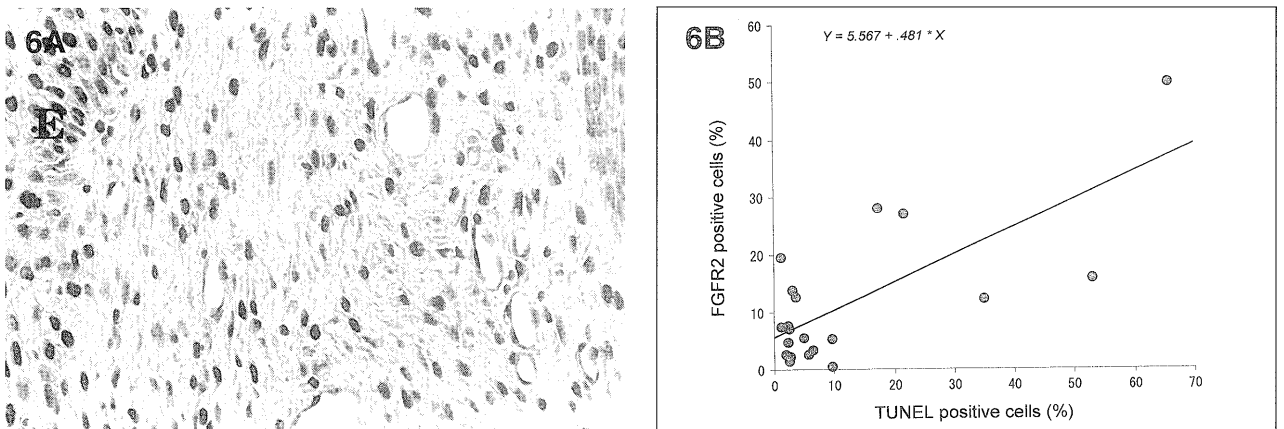 6A
E
6B
Y = 5.567 + .481 * X
FGFR2 positive cells (%)
60
50
40
30
20
10
0
0 10 20 30 40 50 60 70
TUNEL positive cells (%)